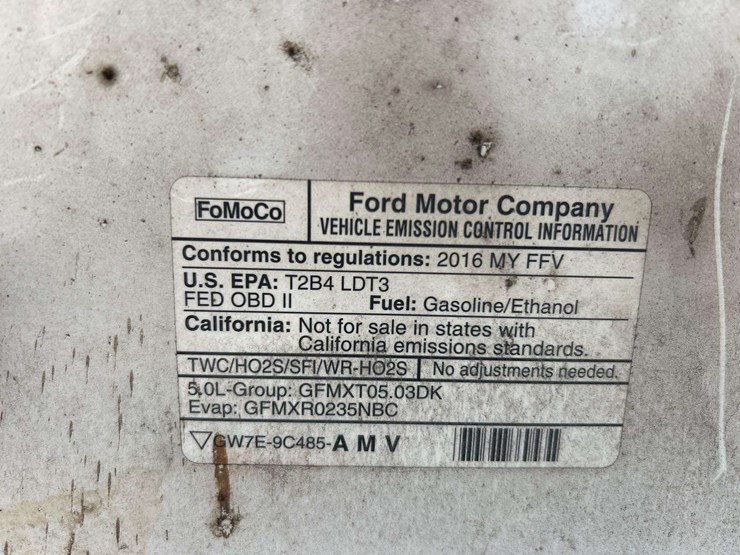 FoMoCo
Ford Motor Company
VEHICLE EMISSION CONTROL INFORMATION
Conforms to regulations: 2016 MY FFV
U.S. EPA: T2B4 LDT3
FED OBD II Fuel: Gasoline/Ethanol
California: Not for sale in states with
California emissions standards.
TWC/HO2S/SFI/WR-HO2S No adjustments needed.
5.0L-Group: GFMXT05.03DK
Evap: GFMXR0235NBC
GW7E-9C485-A M V